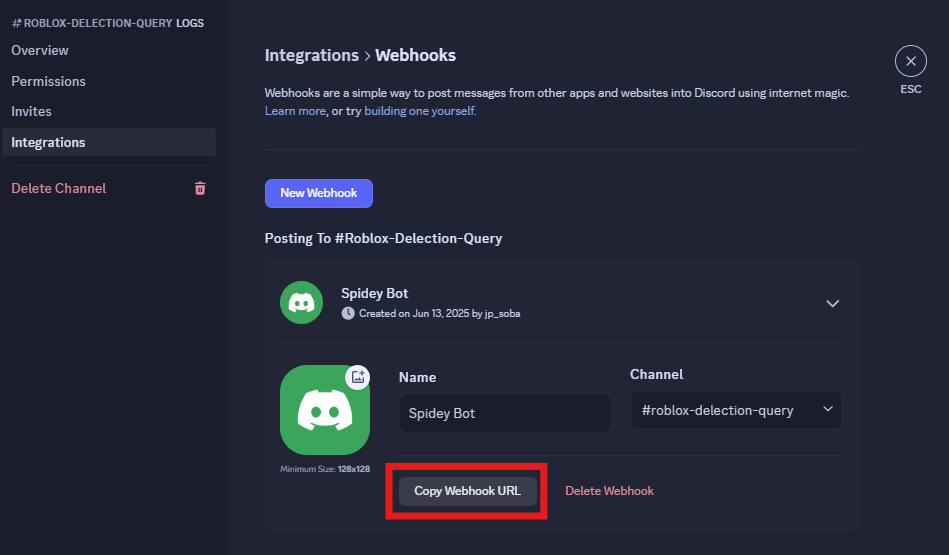 #ROBLOX-DELECTION-QUERY LOGS
Overview
Permissions
Invites
Integrations
Delete Channel
Integrations > Webhooks
ESC
Webhooks are a simple way to post messages from other apps and websites into Discord using internet magic.
Learn more, or try building one yourself.
New Webhook
Posting To #Roblox-Delection-Query
Spidey Bot
Created on Jun 13, 2025 by jp_soba
Name
Channel
Spidey Bot
#roblox-delection-query
Minimum Size: 128x128
Copy Webhook URL
Delete Webhook